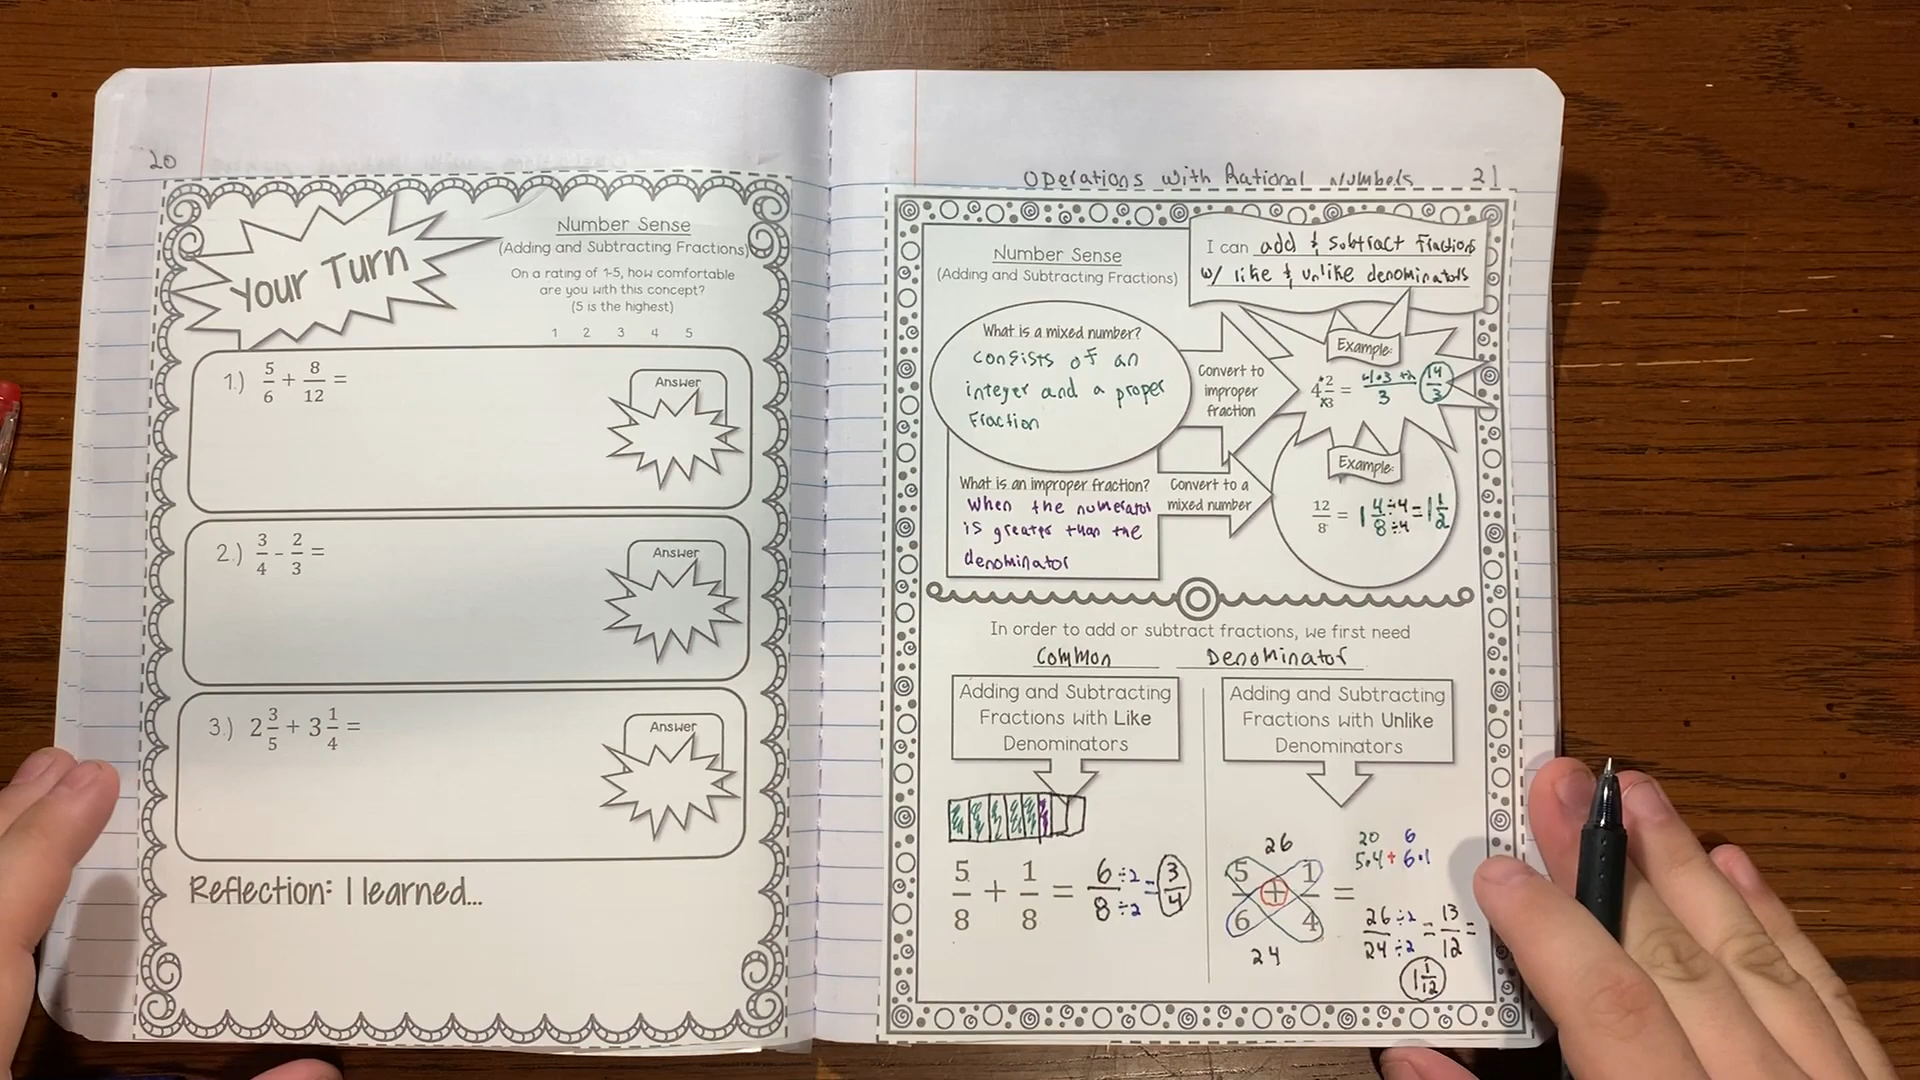 20
Your Turn
Number Sense
(Adding and Subtracting Fractions)
On a rating of 1-5, how comfortable
are you with this concept?
(5 is the highest)
1 2 3 4 5
1.) 5/6 + 8/12 =
Answer
2.) 3/4 - 2/3 =
Answer
3.) 2 3/5 + 3 1/4 =
Answer
Reflection: I learned...
Operations with Rational Numbers 21
Number Sense
(Adding and Subtracting Fractions)
I can add & subtract fractions
w/ like & unlike denominators
What is a mixed number?
consists of an
integer and a proper
fraction
Convert to
improper
fraction
Example:
4 2/3 = 4•3+2/3 14/3
What is an improper fraction?
When the numerator
is greater than the
denominator
Convert to a
mixed number
Example:
12/8 = 1 4÷4/8÷4 = 1 1/2
In order to add or subtract fractions, we first need
Common Denominator
Adding and Subtracting
Fractions with Like
Denominators
5/8 + 1/8 = 6÷2/8÷2 = 3/4
Adding and Subtracting
Fractions with Unlike
Denominators
26
20 6
5•4 + 6•1
5/6 + 1/4 =
24
26÷2/24÷2 = 13/12 =
1 1/12